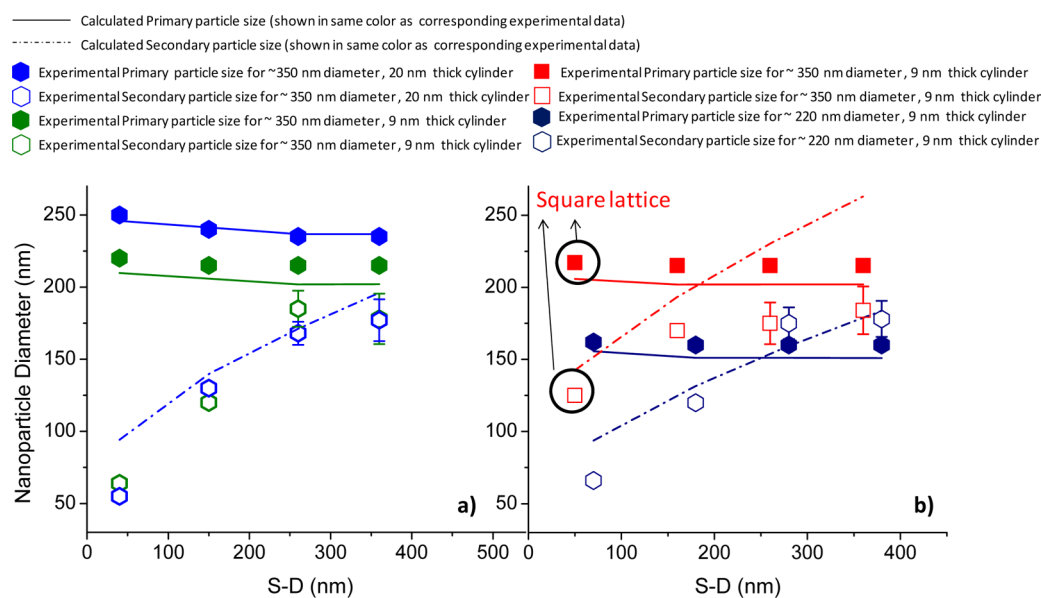 Calculated Primary particle size (shown in same color as corresponding experimental data)
Calculated Secondary particle size (shown in same color as corresponding experimental data)
Experimental Primary particle size for ~350 nm diameter, 20 nm thick cylinder
Experimental Secondary particle size for ~ 350 nm diameter, 20 nm thick cylinder
Experimental Primary particle size for ~ 350 nm diameter, 9 nm thick cylinder
Experimental Secondary particle size for ~ 350 nm diameter, 9 nm thick cylinder
Experimental Primary particle size for ~ 350 nm diameter, 9 nm thick cylinder
Experimental Secondary particle size for ~ 350 nm diameter, 9 nm thick cylinder
Experimental Primary particle size for ~ 220 nm diameter, 9 nm thick cylinder
Experimental Secondary particle size for ~ 220 nm diameter, 9 nm thick cylinder
Nanoparticle Diameter (nm)
250
200
150
100
50
0 100 200 300 400 500
S-D (nm)
a)
Square lattice
250
200
150
100
50
0 100 200 300 400
S-D (nm)
b)